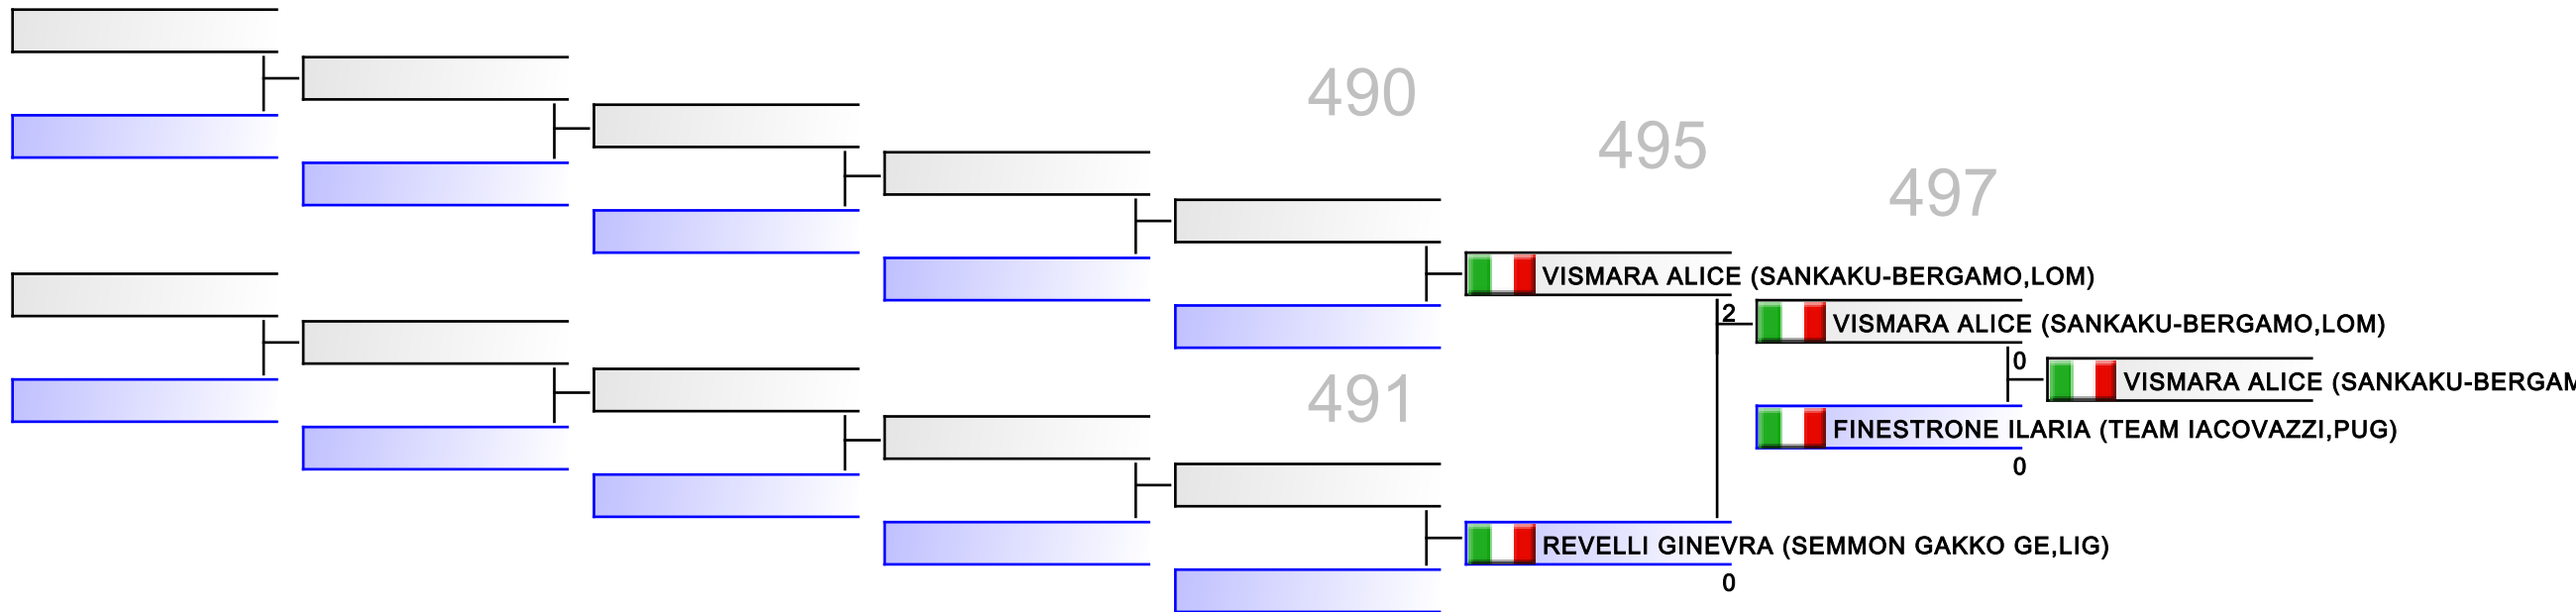 490
495
497
VISMARA ALICE (SANKAKU-BERGAMO,LOM)
2
VISMARA ALICE (SANKAKU-BERGAMO,LOM)
0
VISMARA ALICE (SANKAKU-BERGAM
491
FINESTRONE ILARIA (TEAM IACOVAZZI,PUG)
0
REVELLI GINEVRA (SEMMON GAKKO GE,LIG)
0